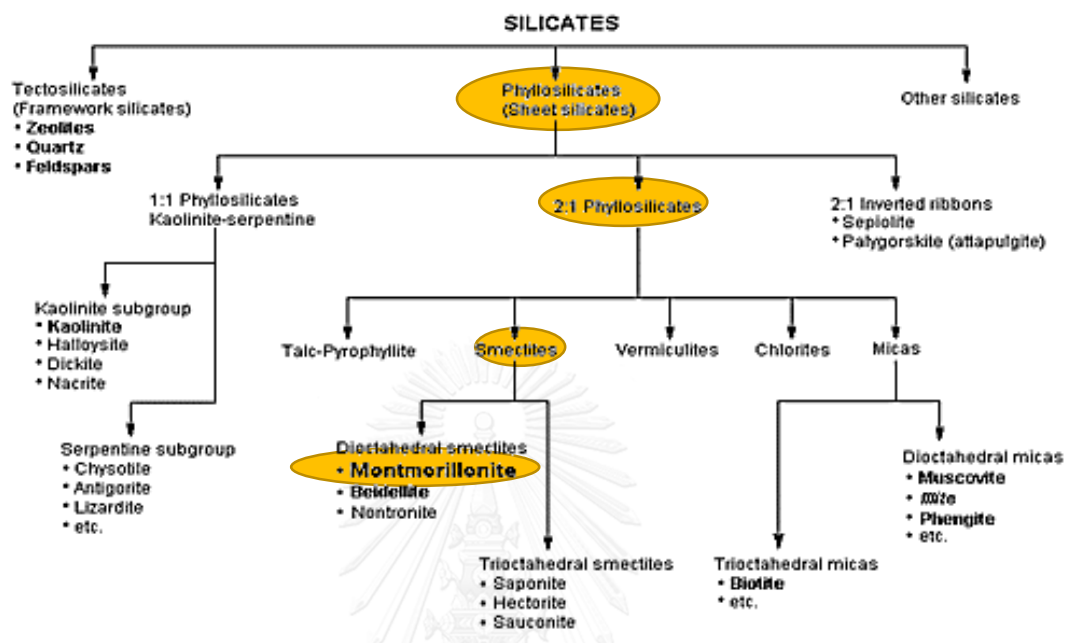 SILICATES
Tectosilicates
(Framework silicates)
• Zeolites
• Quartz
• Feldspars
Phyllosilicates
(Sheet silicates)
Other silicates
1:1 Phyllosilicates
Kaolinite-serpentine
2:1 Phyllosilicates
2:1 Inverted ribbons
• Sepiolite
• Palygorskite (attapulgite)
Kaolinite subgroup
• Kaolinite
• Halloysite
• Dickite
• Nacrite
Talc-Pyrophyllite
Smectites
Vermiculites
Chlorites
Micas
Serpentine subgroup
• Chysotile
• Antigorite
• Lizardite
• etc.
Dioctahedral smectites
• Montmorillonite
• Beidellite
• Nontronite
Dioctahedral micas
• Muscovite
• Illite
• Phengite
• etc.
Trioctahedral smectites
• Saponite
• Hectorite
• Sauconite
Trioctahedral micas
• Biotite
• etc.